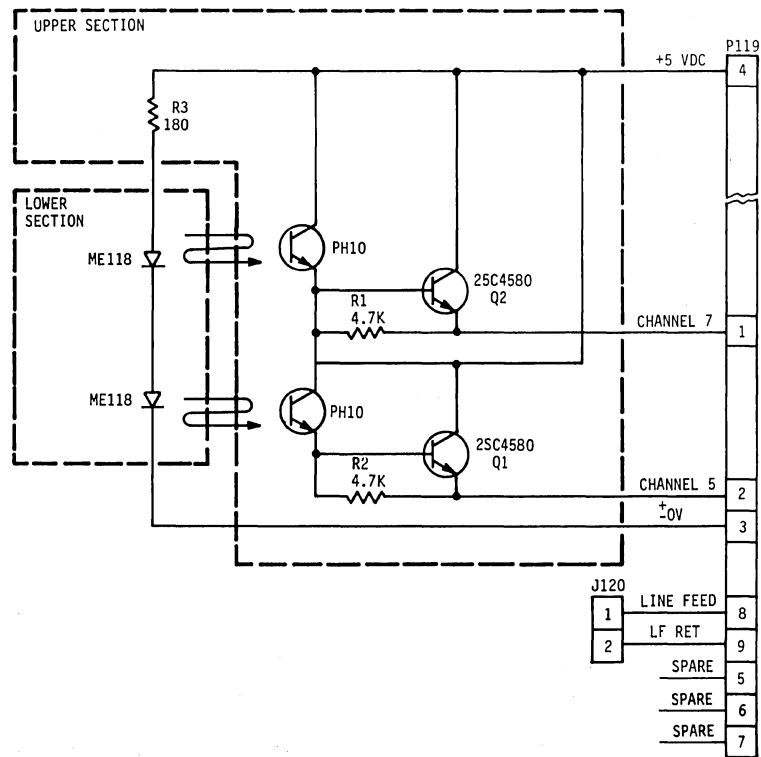 UPPER SECTION
P119
+5 VDC
4
R3
180
LOWER
SECTION
ME118
PH10
25C4580
Q2
R1
4.7K
CHANNEL 7
1
ME118
PH10
2SC4580
Q1
R2
4.7K
CHANNEL 5
2
+
-0V
3
J120
1
LINE FEED
8
2
LF RET
9
SPARE
5
SPARE
6
SPARE
7